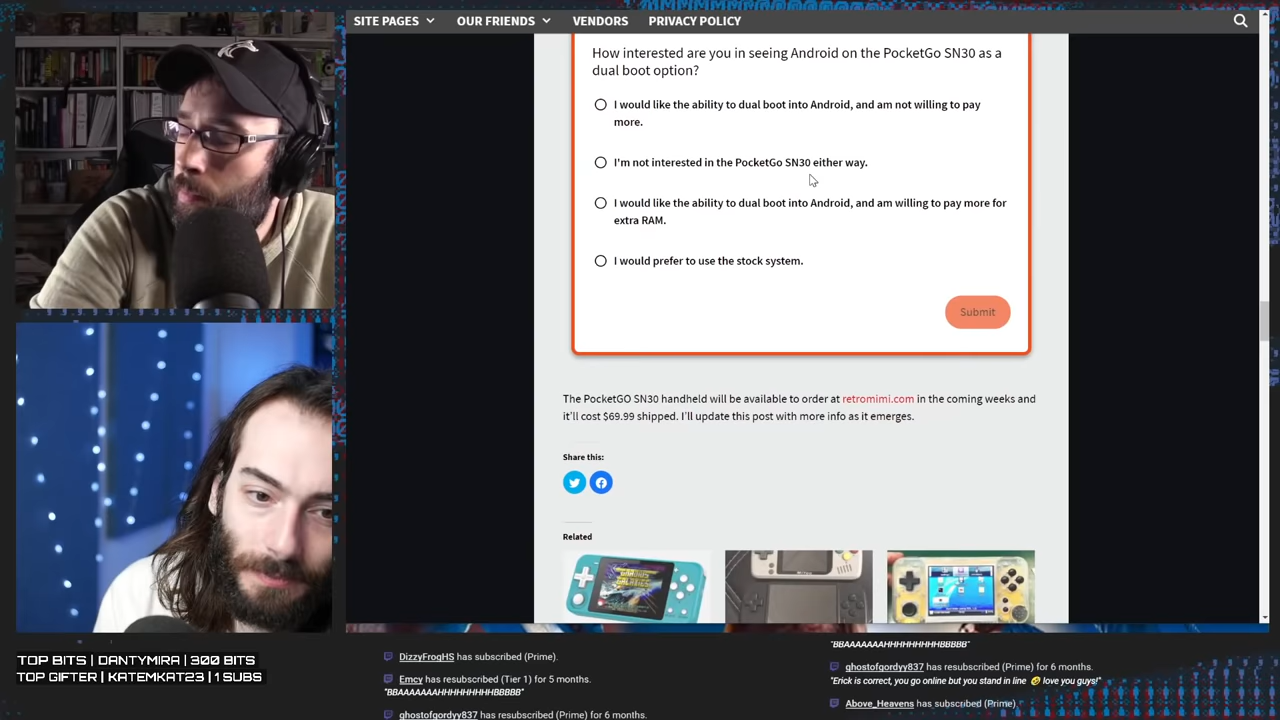 SITE PAGES
OUR FRIENDS
VENDORS
PRIVACY POLICY
How interested are you in seeing Android on the PocketGo SN30 as a
dual boot option?
I would like the ability to dual boot into Android, and am not willing to pay
more.
I'm not interested in the PocketGo SN30 either way.
I would like the ability to dual boot into Android, and am willing to pay more for
extra RAM.
I would prefer to use the stock system.
Submit
The PocketGO SN30 handheld will be available to order at retromimi.com in the coming weeks and
it'll cost $69.99 shipped. I'll update this post with more info as it emerges.
Share this:
Related
TOP BITS | DANTYMIRA | 300 BITS
TOP GIFTER | KATEMKAT23 | 1 SUBS
DizzyFrogHS has subscribed (Prime).
Emcy has resubscribed (Tier 1) for 5 months.
"BBAAAAAAAHHHHHHHHHBBBBB"
ghostofgordyy837 has resubscribed (Prime) for 6 months.
"BBAAAAAAAHHHHHHHHHBBBBB"
ghostofgordyy837 has resubscribed (Prime) for 6 months.
"Erick is correct, you go online but you stand in line 🤣 love you guys!"
Above_Heavens has subscribed (Prime)